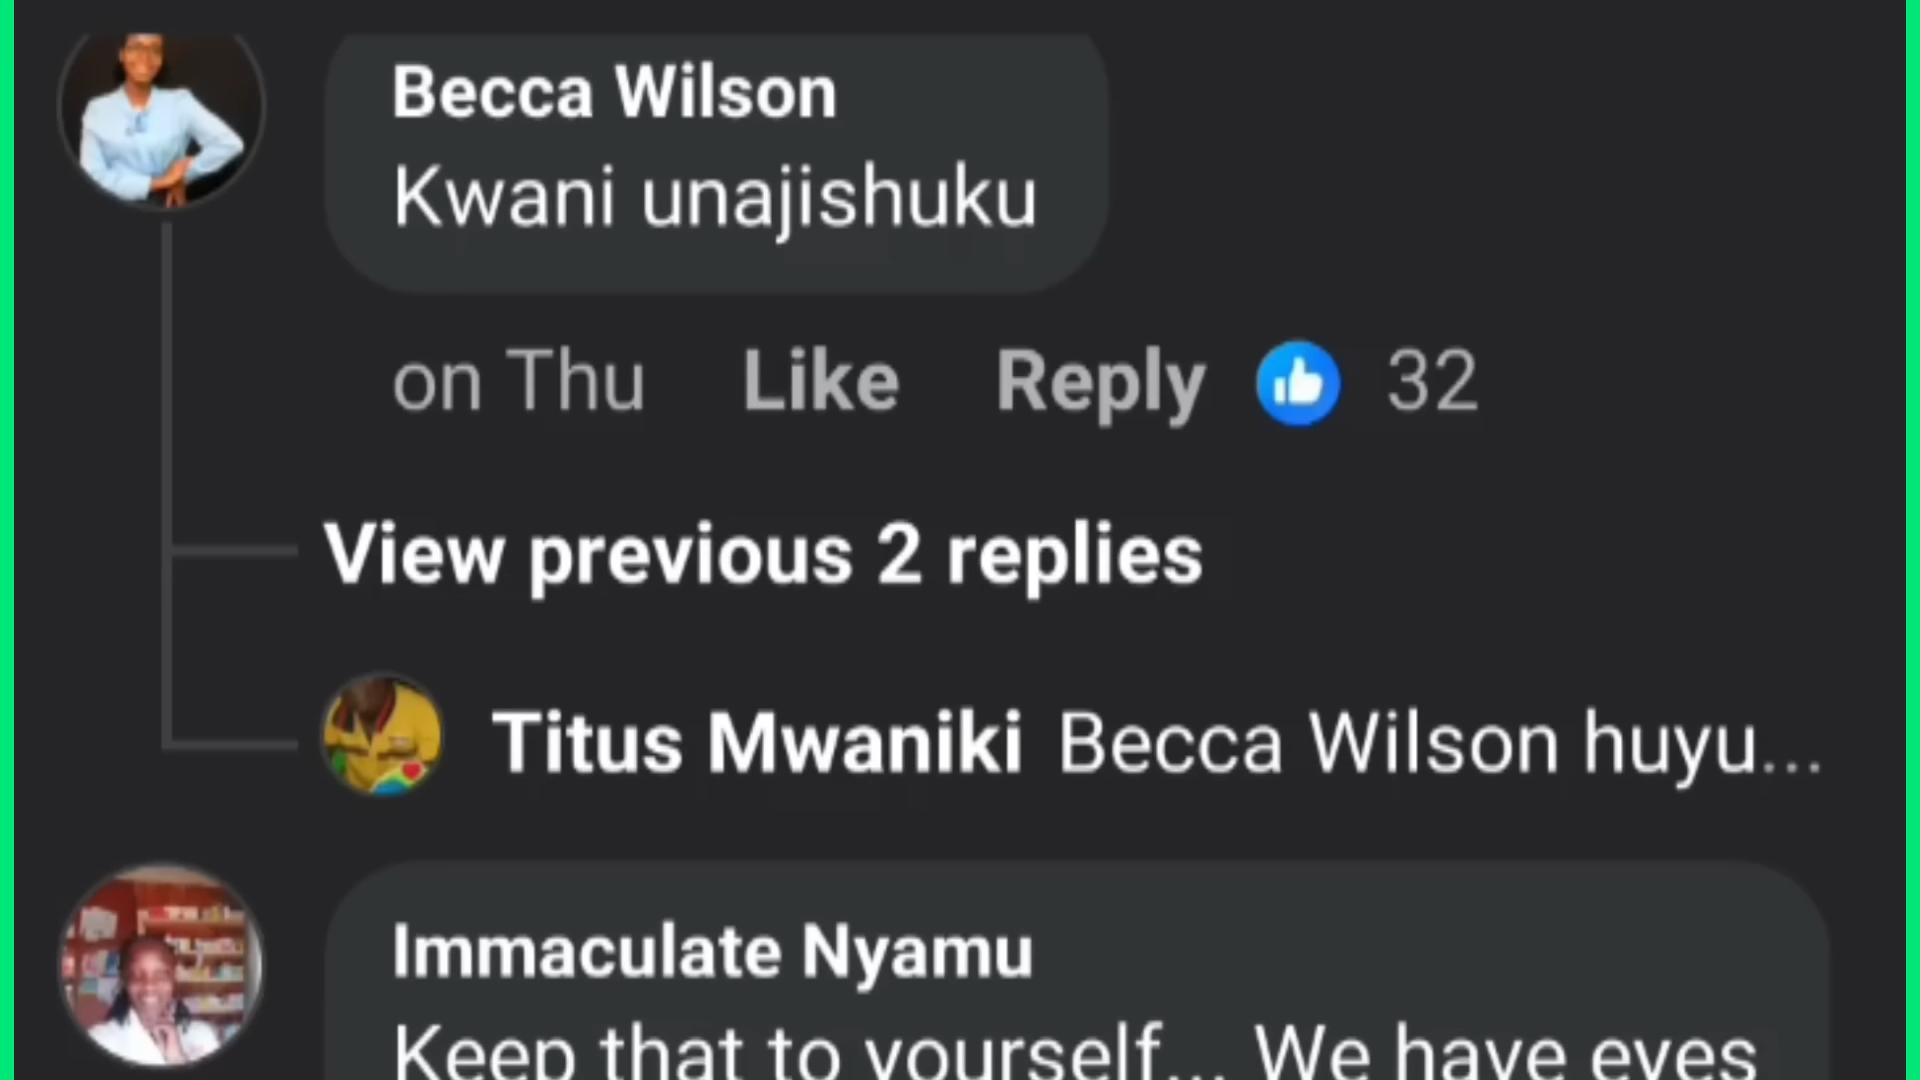 Becca Wilson
Kwani unajishuku
on Thu Like Reply 32
View previous 2 replies
Titus Mwaniki Becca Wilson huyu...
Immaculate Nyamu
Keep that to yourself... We have eyes